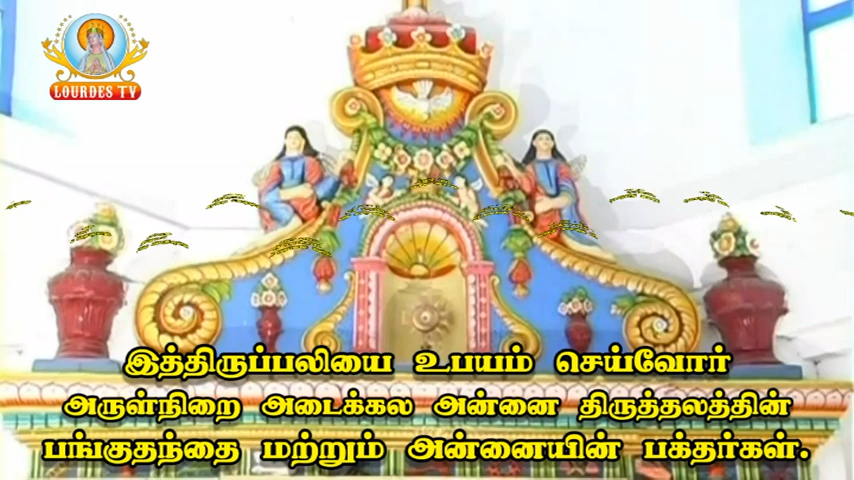 LOURDES TV
இத்திருப்பலியை உபயம் செய்வோர்
அருள்நிறை அடைக்கல அன்னை திருத்தலத்தின்
பங்குதந்தை மற்றும் அன்னையின் பக்தர்கள்.